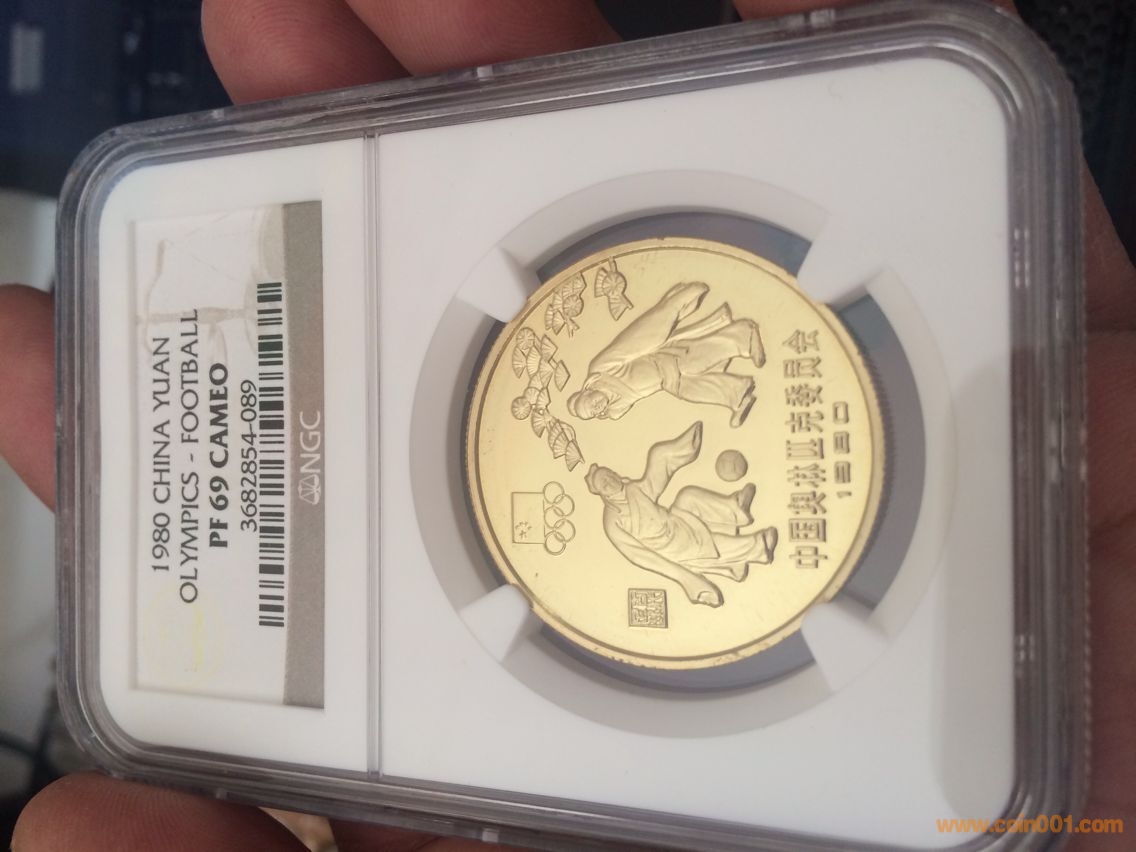 1980 CHINA YUAN
OLYMPICS - FOOTBALL
PF 69 CAMEO
3682854-089
NGC
中国奥林匹克委员会
1980
www.coin001.com